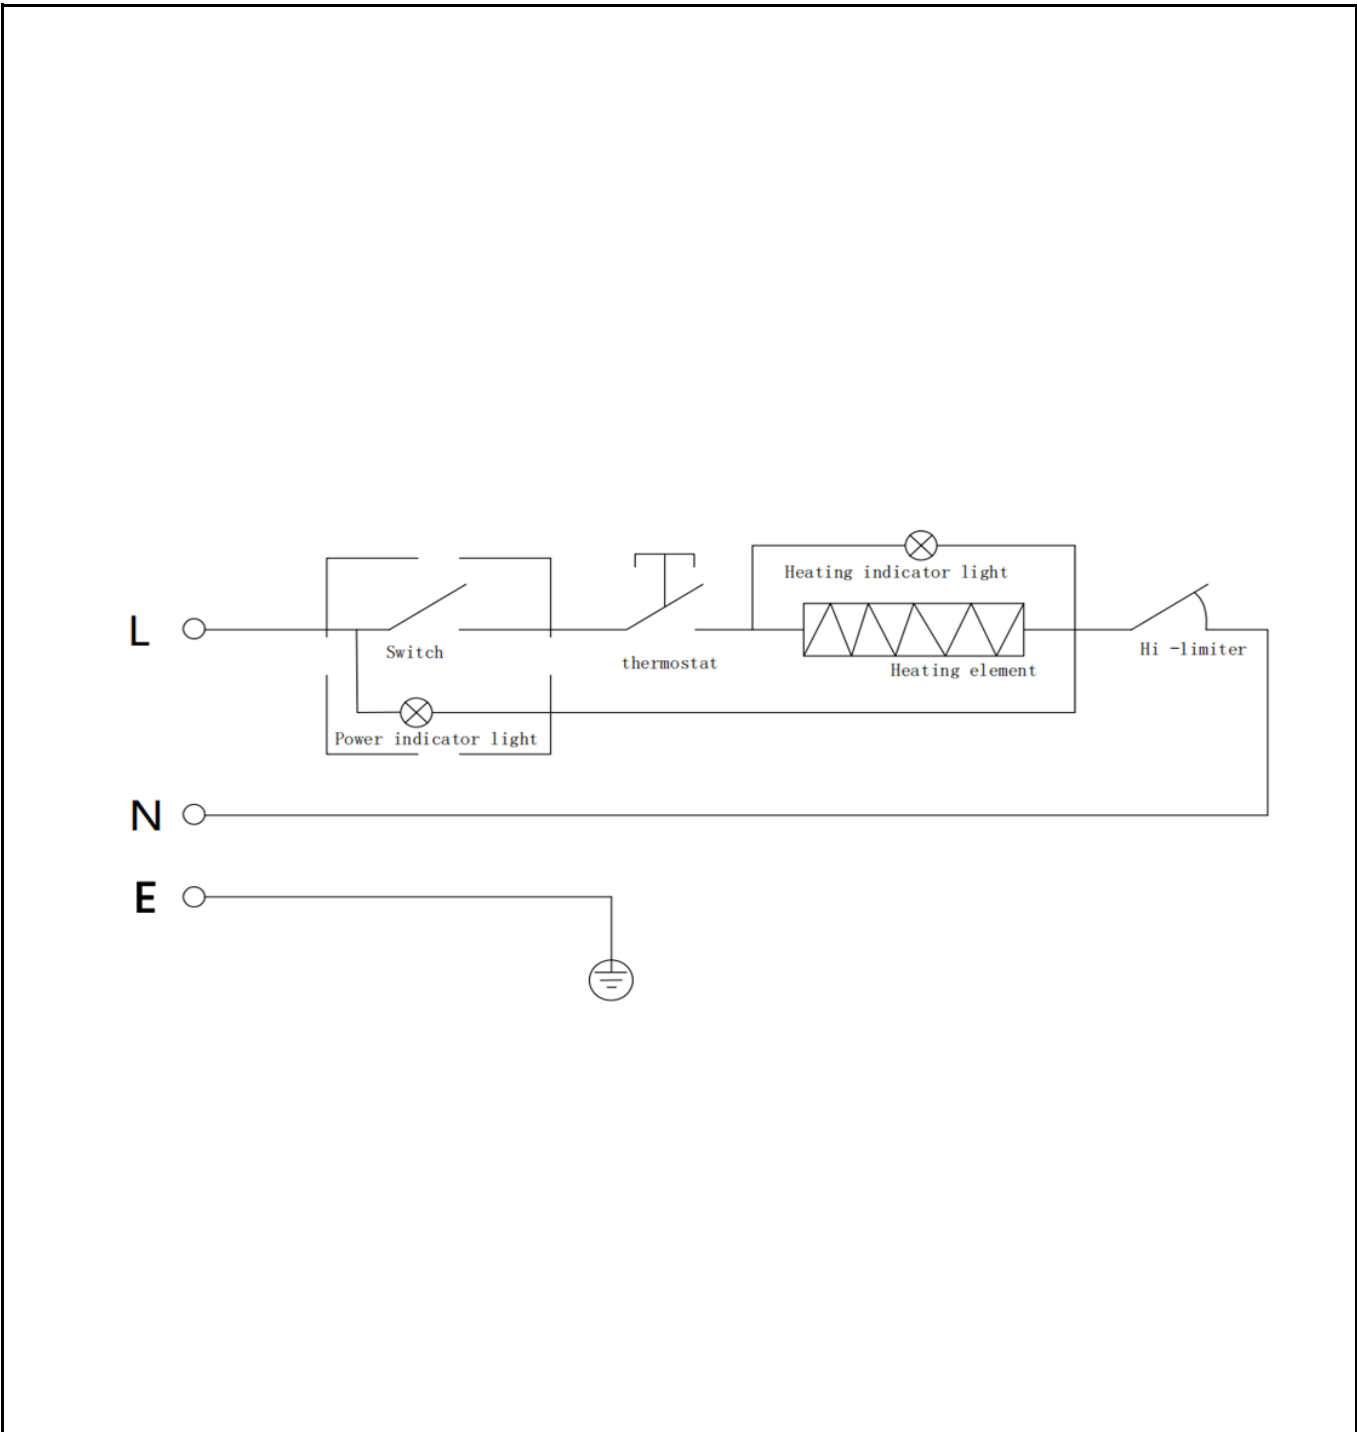 Heating indicator light
L
Switch
thermostat
Heating element
Hi -limiter
Power indicator light
N
E